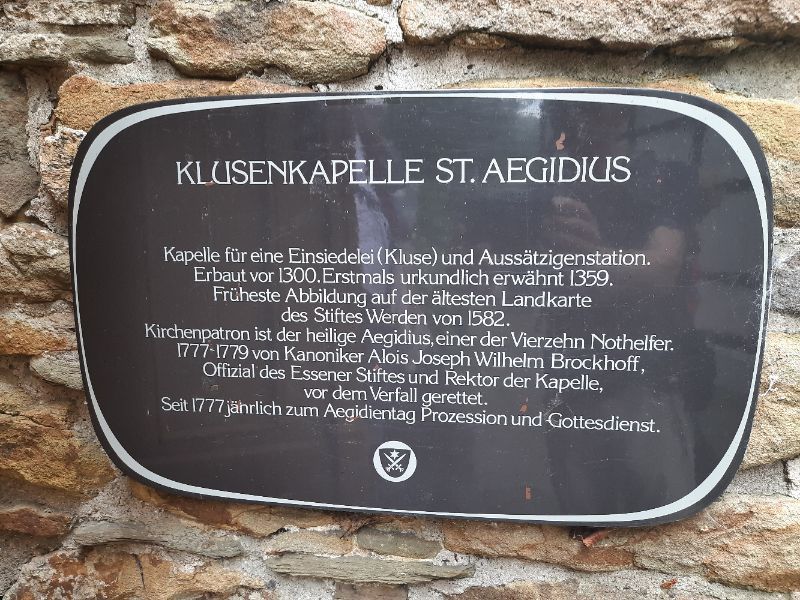 KLUSENKAPELLE ST. AEGIDIUS
Kapelle für eine Einsiedelei (Kluse) und Aussätzigenstation.
Erbaut vor 1300. Erstmals urkundlich erwähnt 1359.
Früheste Abbildung auf der ältesten Landkarte
des Stiftes Werden von 1582.
Kirchenpatron ist der heilige Aegidius, einer der Vierzehn Nothelfer.
1777-1779 von Kanoniker Alois Joseph Wilhelm Brockhoff,
Offizial des Essener Stiftes und Rektor der Kapelle,
vor dem Verfall gerettet.
Seit 1777 jährlich zum Aegidientag Prozession und Gottesdienst.